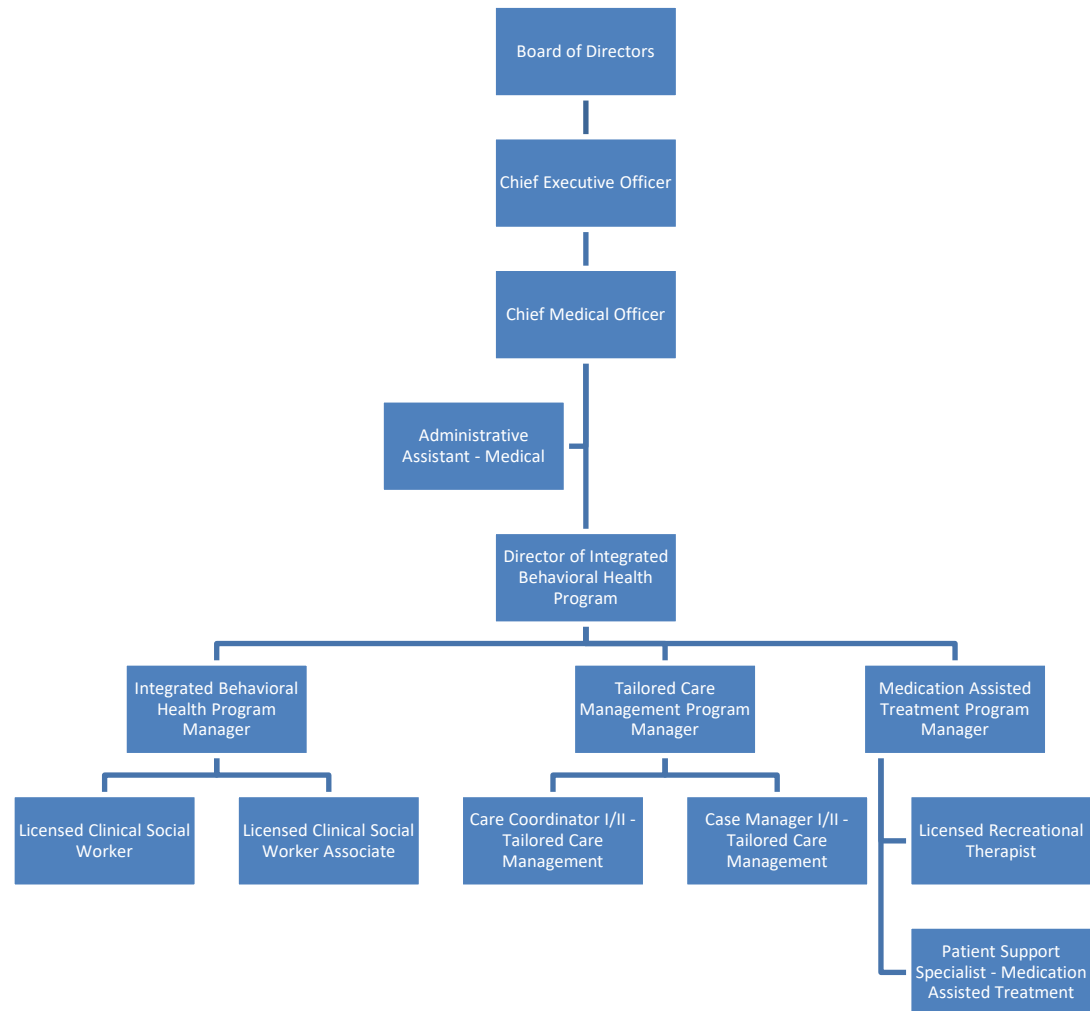 Board of Directors
Chief Executive Officer
Chief Medical Officer
Administrative
Assistant - Medical
Director of Integrated
Behavioral Health
Program
Integrated Behavioral
Health Program
Manager
Tailored Care
Management Program
Manager
Medication Assisted
Treatment Program
Manager
Licensed Clinical Social
Worker
Licensed Clinical Social
Worker Associate
Care Coordinator I/II -
Tailored Care
Management
Case Manager I/II -
Tailored Care
Management
Licensed Recreational
Therapist
Patient Support
Specialist - Medication
Assisted Treatment